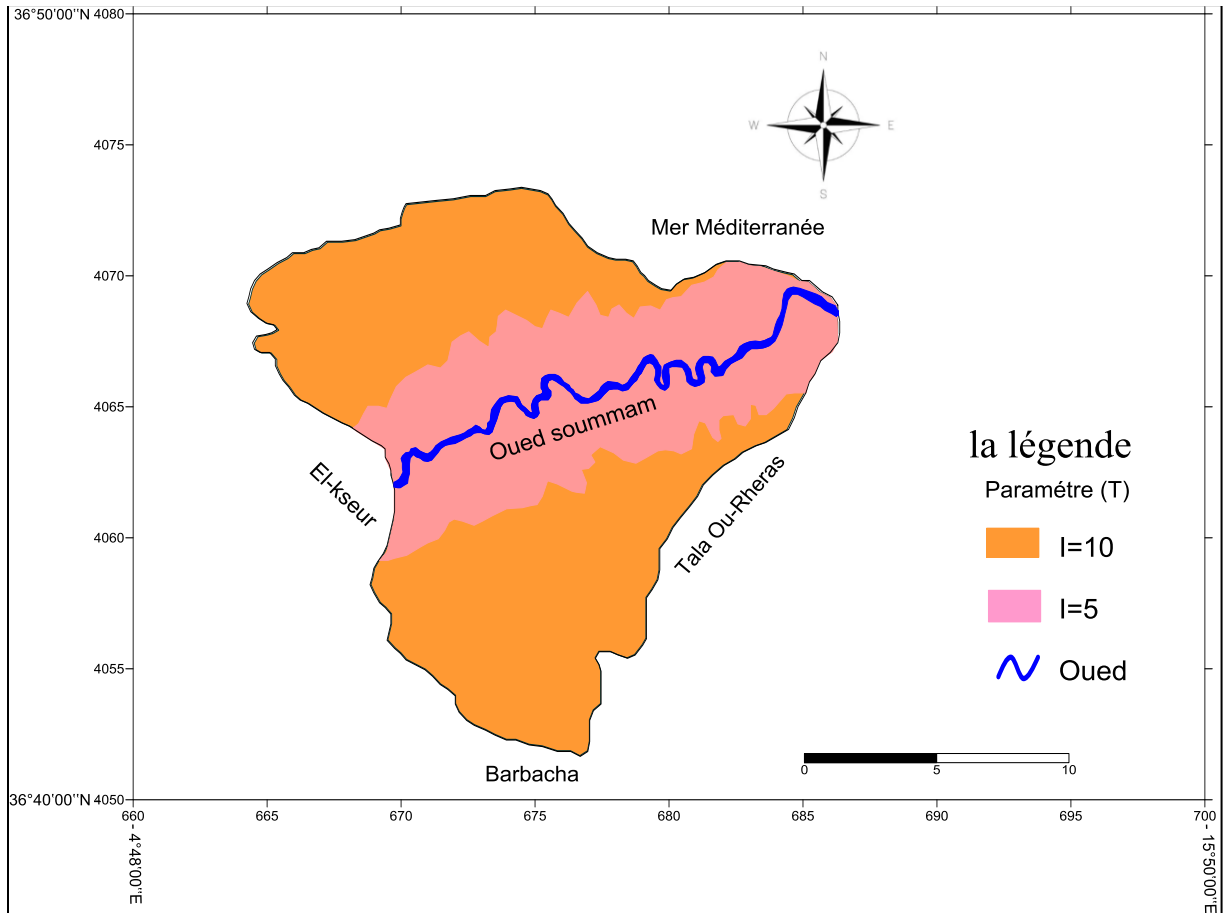 36°50'00''N 4080
N
W E
S
4075
Mer Méditerranée
4070
4065
Oued soummam
la légende
El-kseur
Tala Ou-Rheras
Paramétre (T)
I=10
4060
I=5
Oued
4055
Barbacha
0 5 10
36°40'00''N 4050
660 665 670 675 680 685 690 695 700
- 4°48'00''E
- 15°50'00''E